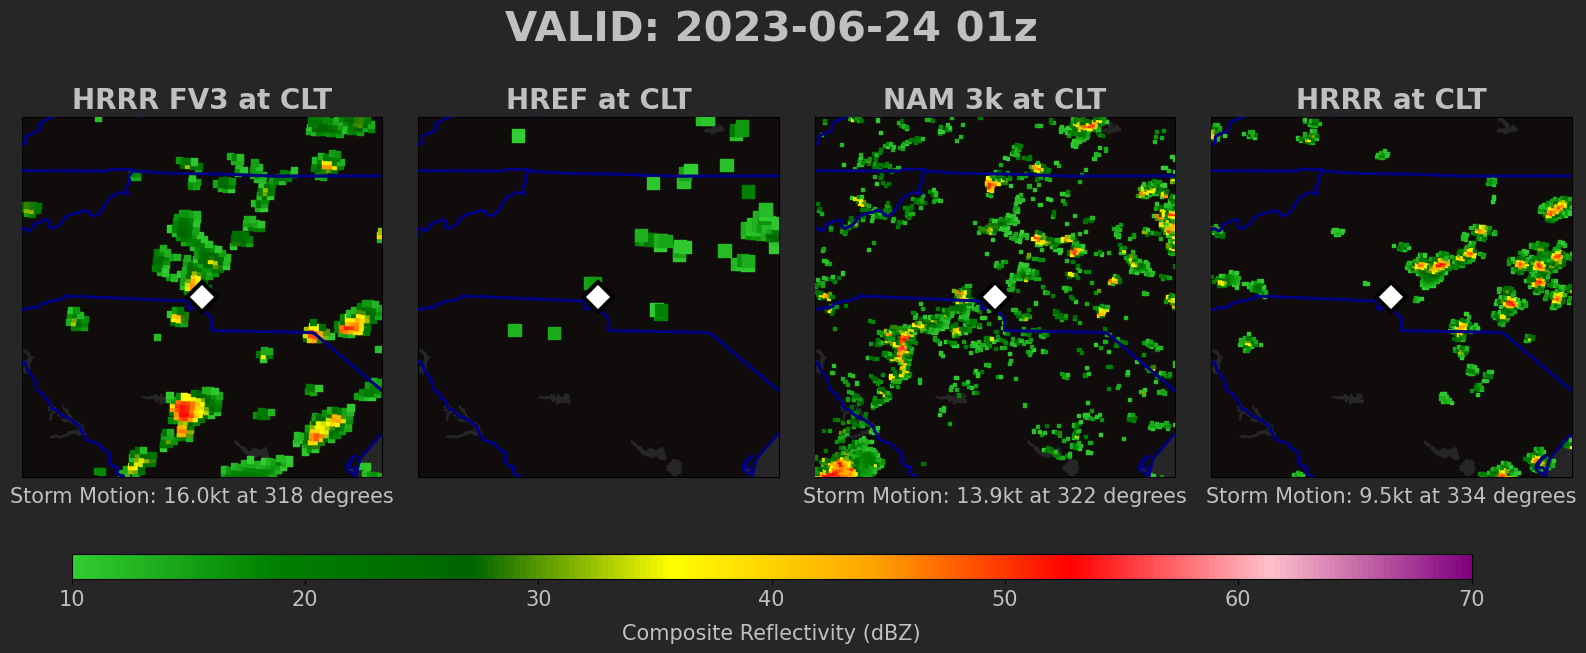 VALID: 2023-06-24 01z
HRRR FV3 at CLT
HREF at CLT
NAM 3k at CLT
HRRR at CLT
Storm Motion: 16.0kt at 318 degrees
Storm Motion: 13.9kt at 322 degrees
Storm Motion: 9.5kt at 334 degrees
10 20 30 40 50 60 70
Composite Reflectivity (dBZ)